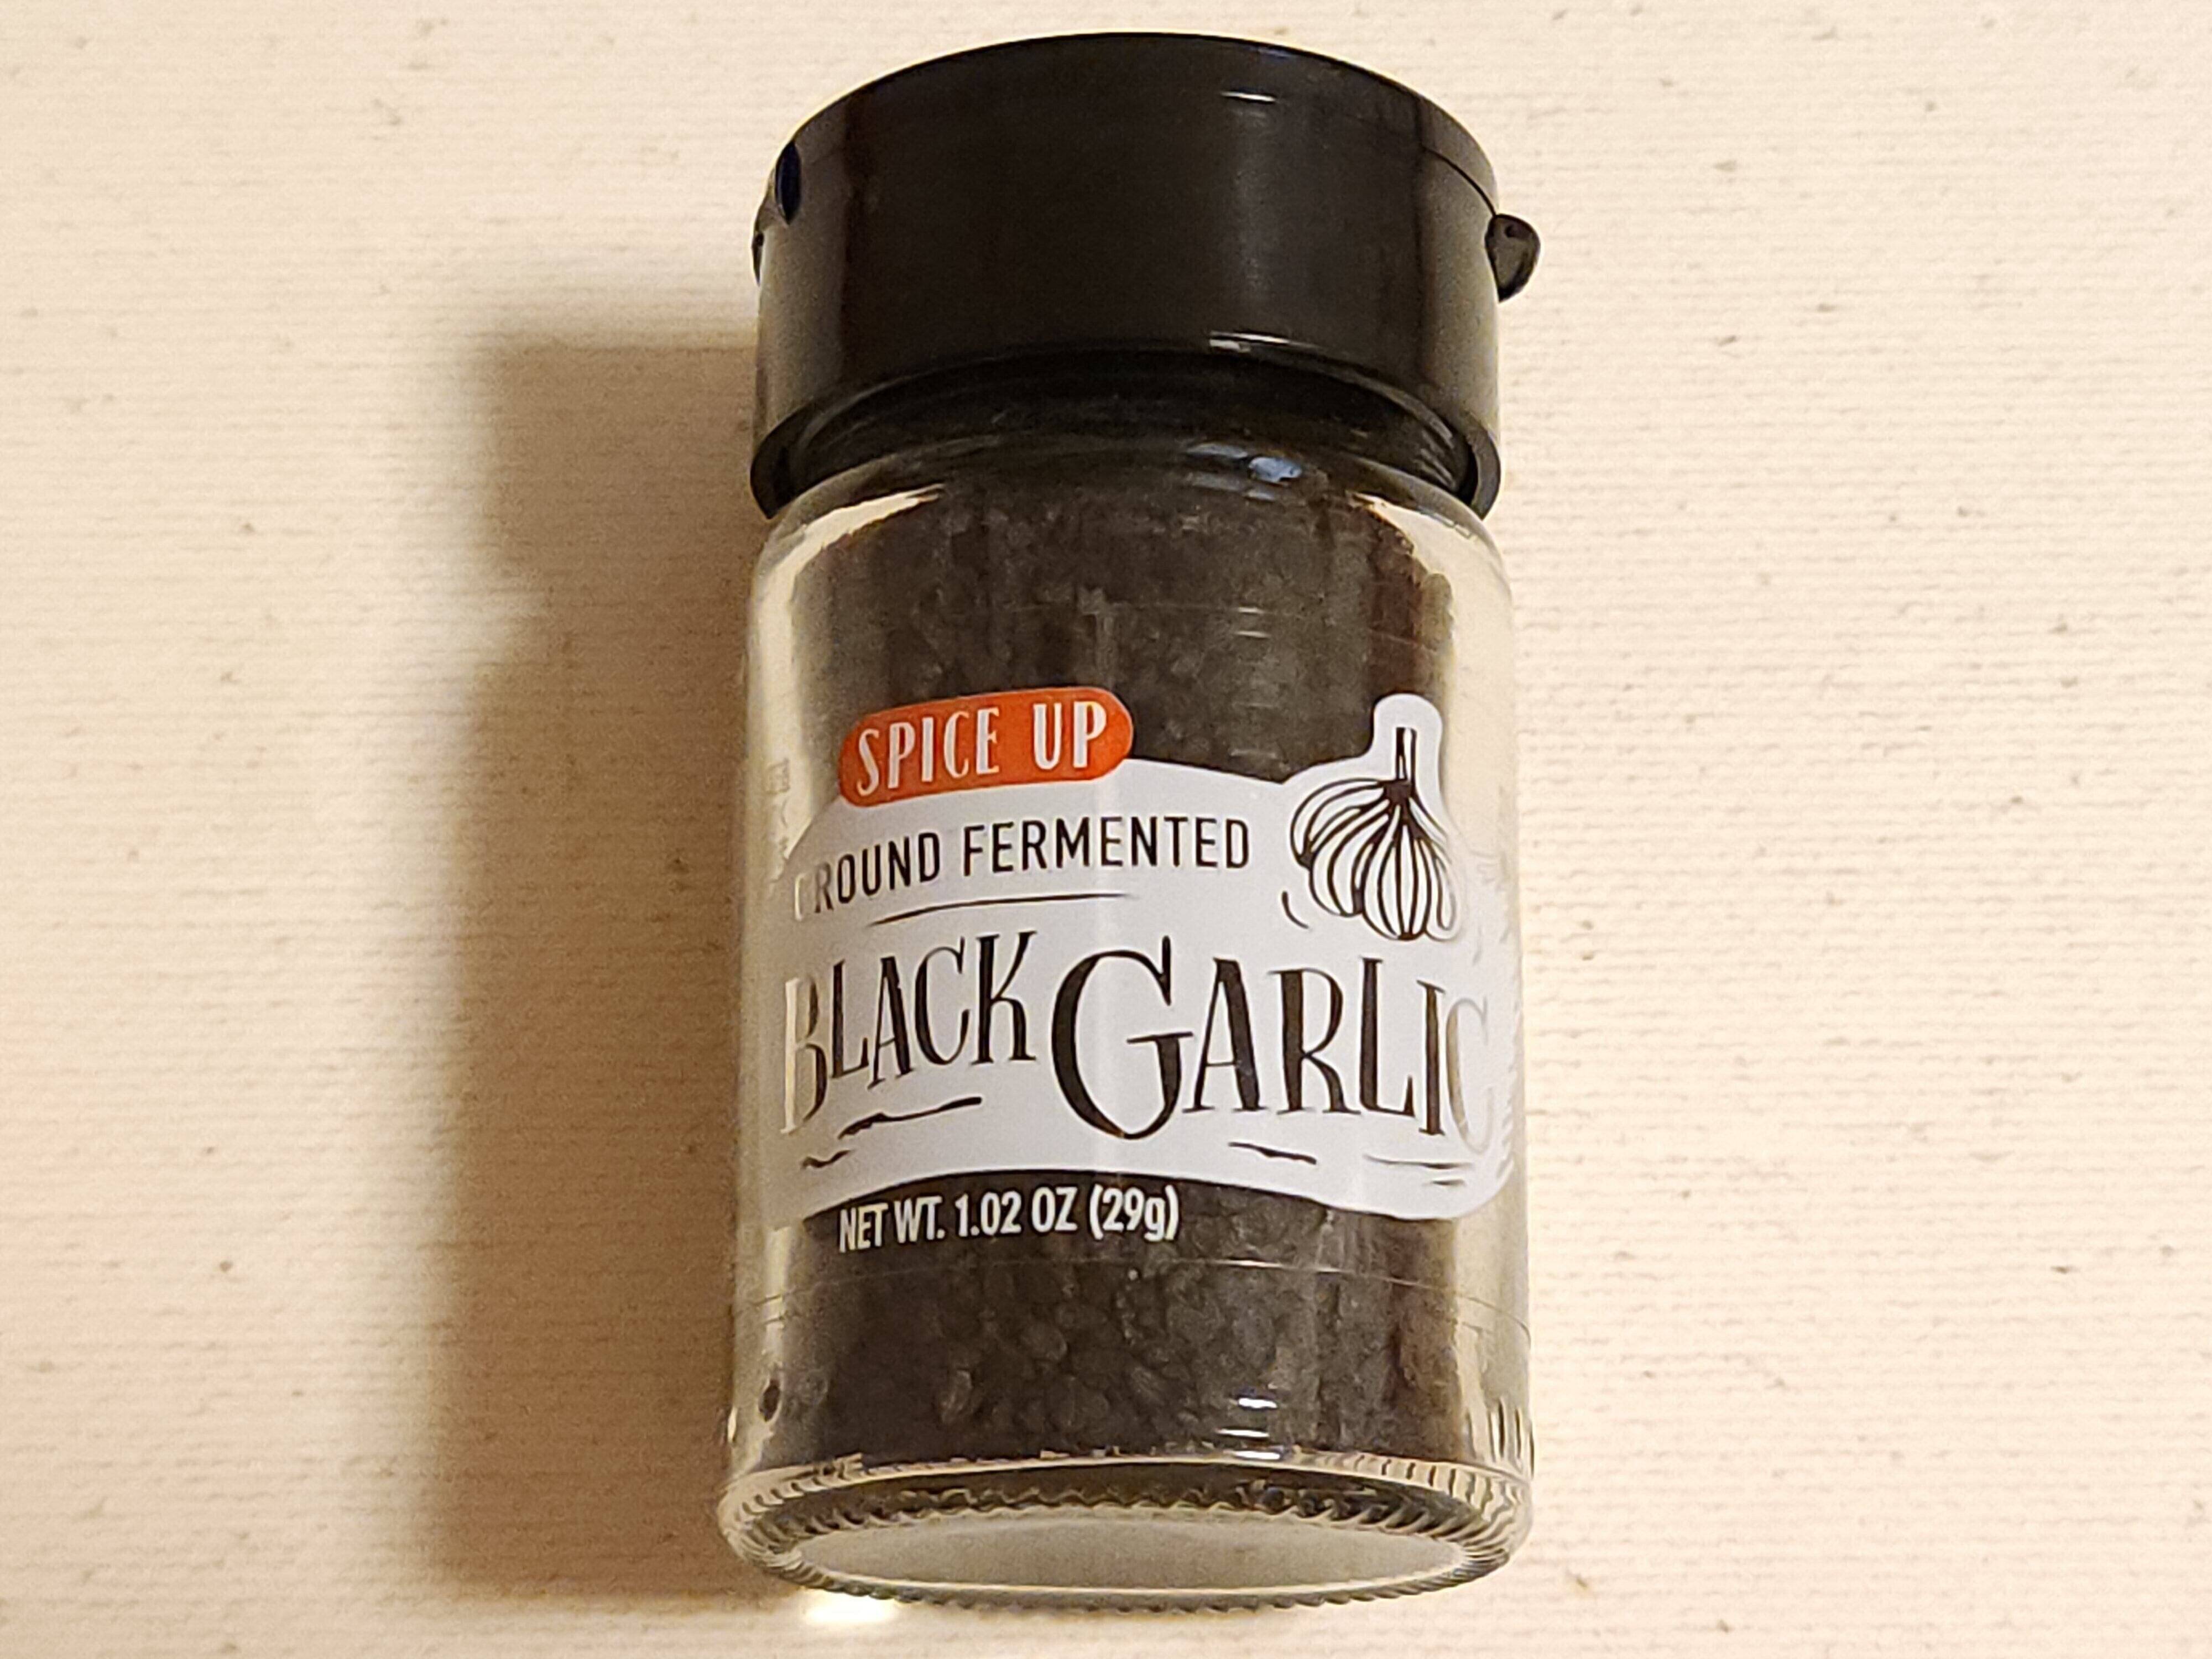 SPICE UP
GROUND FERMENTED
BLACK GARLIC
NET WT. 1.02 OZ (29g)